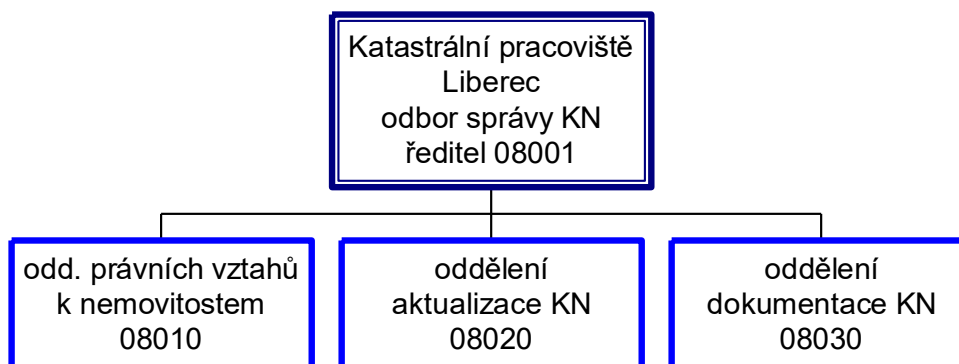 Katastrální pracoviště
Liberec
odbor správy KN
ředitel 08001
odd. právních vztahů
k nemovitostem
08010
oddělení
aktualizace KN
08020
oddělení
dokumentace KN
08030